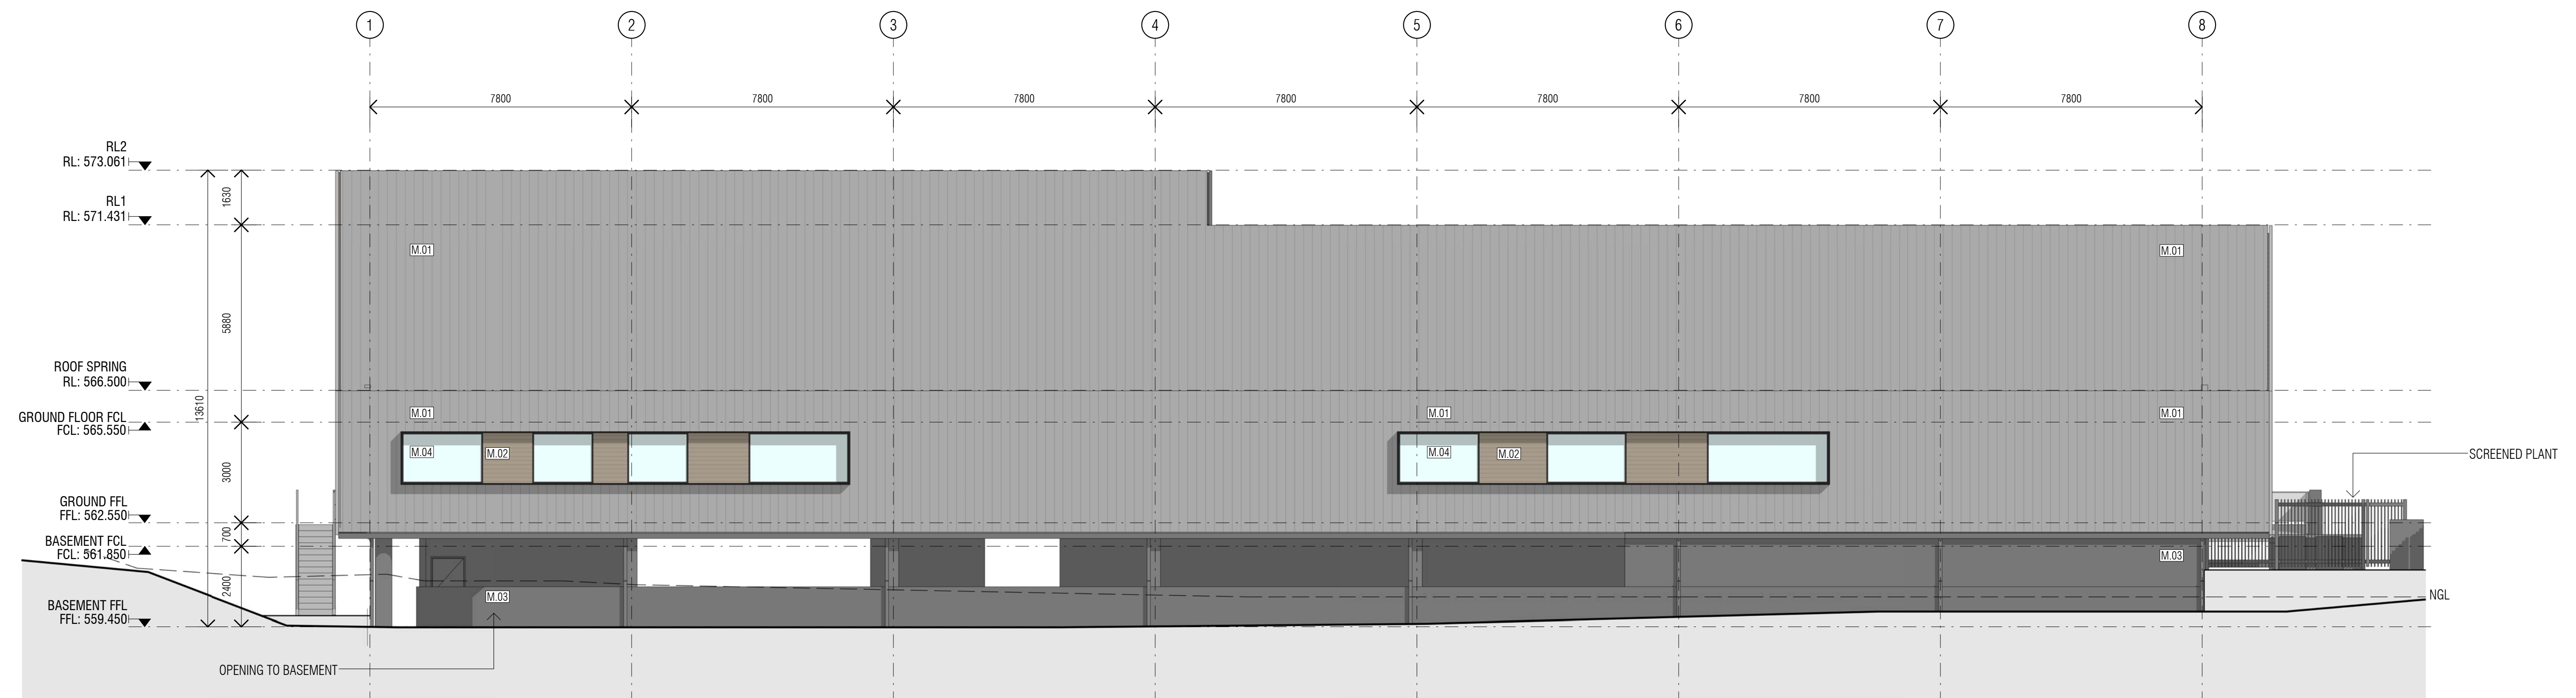 1 2 3 4 5 6 7 8
7800 7800 7800 7800 7800 7800 7800
RL2
RL: 573.061
1630
RL1
RL: 571.431
M.01 M.01
5880
ROOF SPRING
RL: 566.500
13610
GROUND FLOOR FCL
FCL: 565.550
M.01 M.01 M.01
M.04 M.02 M.04 M.02
SCREENED PLANT
3000
GROUND FFL
FFL: 562.550
700
BASEMENT FCL
FCL: 561.850
M.03
2400
M.03
NGL
BASEMENT FFL
FFL: 559.450
OPENING TO BASEMENT